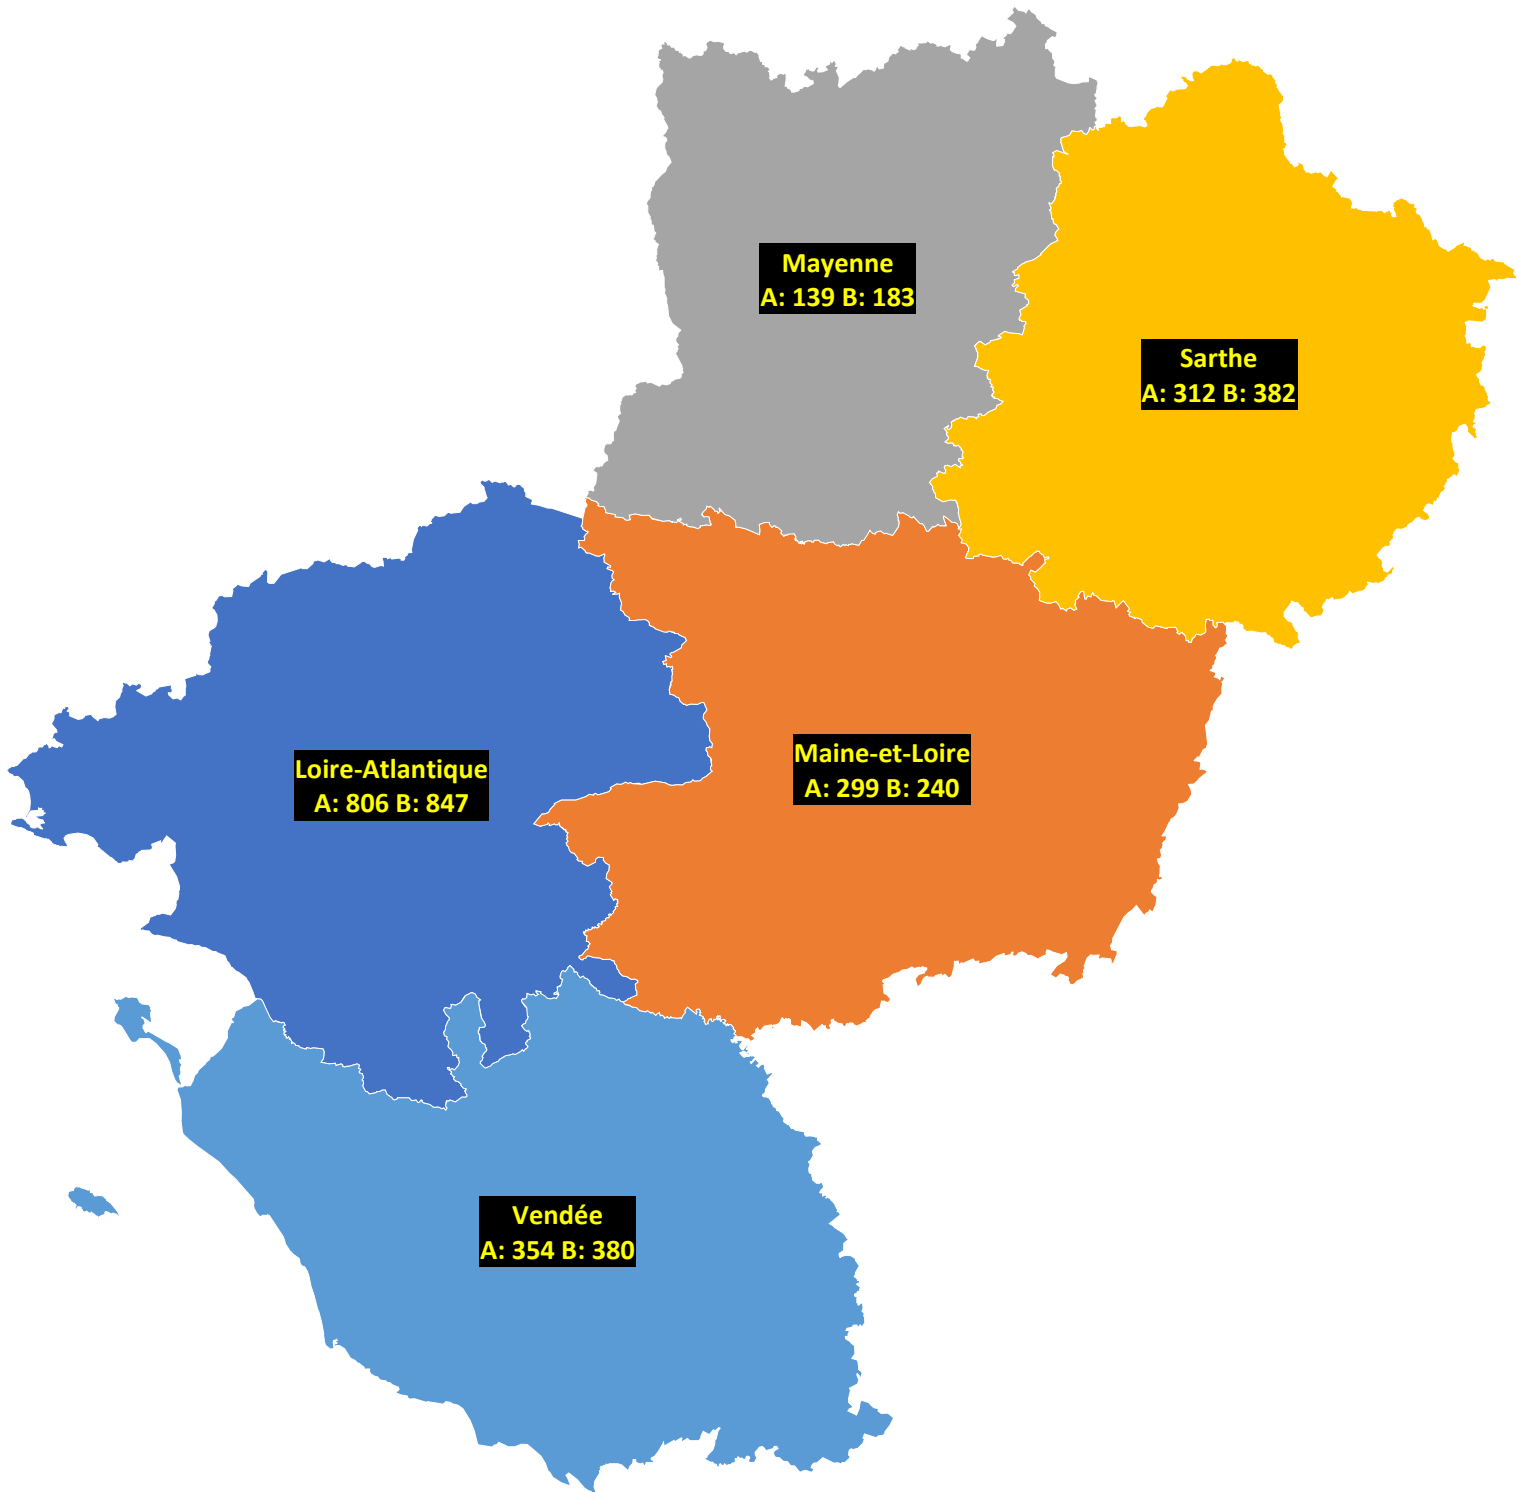 Mayenne
A: 139 B: 183
Sarthe
A: 312 B: 382
Loire-Atlantique
A: 806 B: 847
Maine-et-Loire
A: 299 B: 240
Vendée
A: 354 B: 380